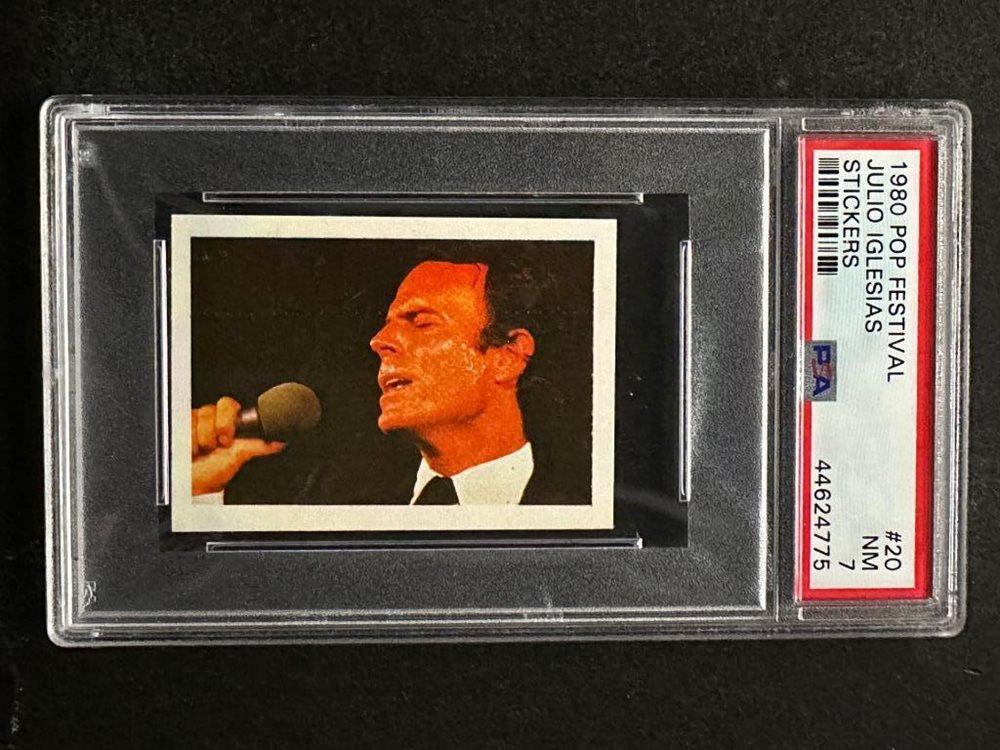 1980 POP FESTIVAL
JULIO IGLESIAS
STICKERS
#20
NM
7
PSA
44624775